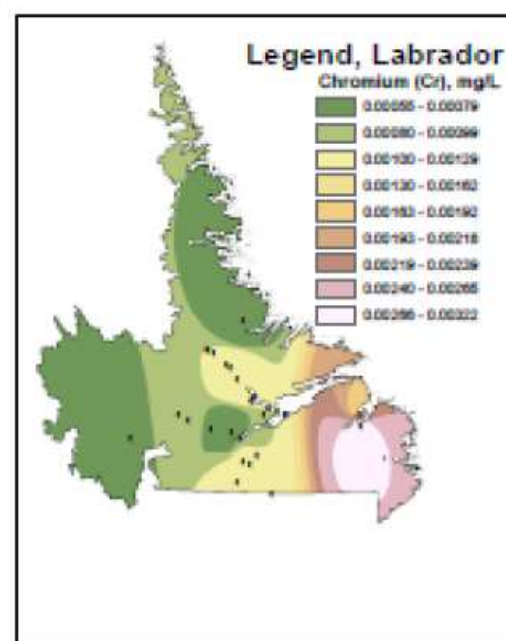 Legend, Labrador
Chromium (Cr), mg/L
0.00055 - 0.00079
0.00080 - 0.00099
0.00100 - 0.00129
0.00130 - 0.00162
0.00163 - 0.00192
0.00193 - 0.00218
0.00219 - 0.00239
0.00240 - 0.00265
0.00266 - 0.00322